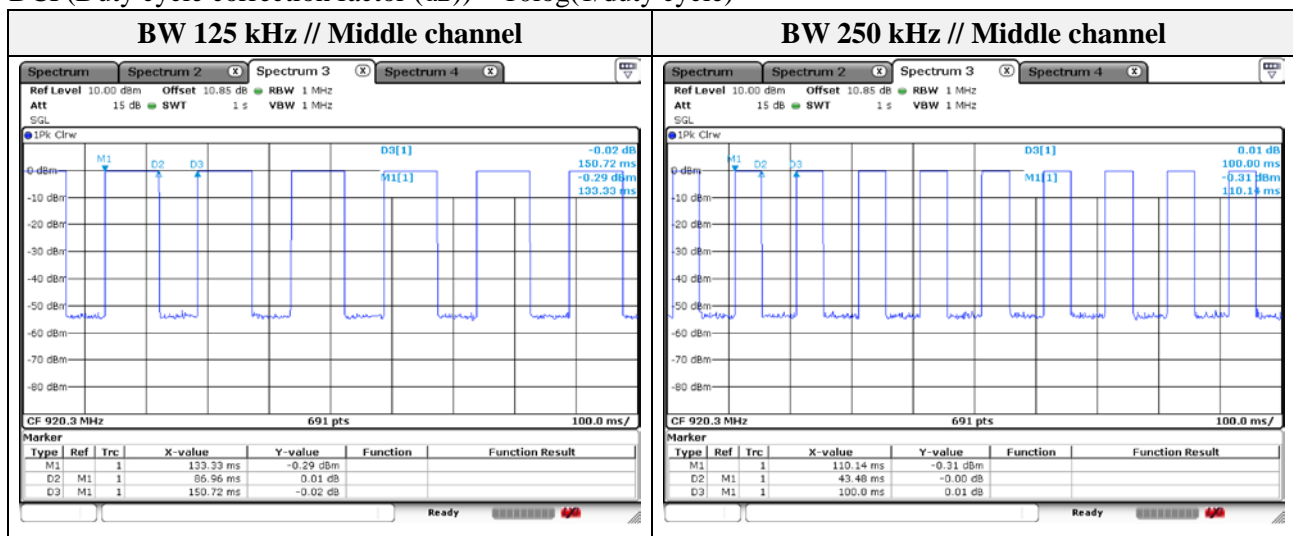 BW 125 kHz // Middle channel
Spectrum Spectrum 2 X Spectrum 3 X Spectrum 4 X
Ref Level 10.00 dBm Offset 10.85 dB RBW 1 MHz
Att 15 dB SWT 1 s VBW 1 MHz
SGL
1Pk Clrw
D3[1] -0.02 dB
150.72 ms
M1[1] -0.29 dBm
133.33 ms
M1 D2 D3
0 dBm
-10 dBm
-20 dBm
-30 dBm
-40 dBm
-50 dBm
-60 dBm
-70 dBm
-80 dBm
CF 920.3 MHz 691 pts 100.0 ms/
Marker
Type Ref Trc X-value Y-value Function Function Result
M1 1 133.33 ms -0.29 dBm
D2 M1 1 86.96 ms 0.01 dB
D3 M1 1 150.72 ms -0.02 dB
Ready
BW 250 kHz // Middle channel
Spectrum Spectrum 2 X Spectrum 3 X Spectrum 4 X
Ref Level 10.00 dBm Offset 10.85 dB RBW 1 MHz
Att 15 dB SWT 1 s VBW 1 MHz
SGL
1Pk Clrw
D3[1] 0.01 dB
100.00 ms
M1[1] -0.31 dBm
110.14 ms
M1 D2 D3
0 dBm
-10 dBm
-20 dBm
-30 dBm
-40 dBm
-50 dBm
-60 dBm
-70 dBm
-80 dBm
CF 920.3 MHz 691 pts 100.0 ms/
Marker
Type Ref Trc X-value Y-value Function Function Result
M1 1 110.14 ms -0.31 dBm
D2 M1 1 43.48 ms -0.00 dB
D3 M1 1 100.0 ms 0.01 dB
Ready